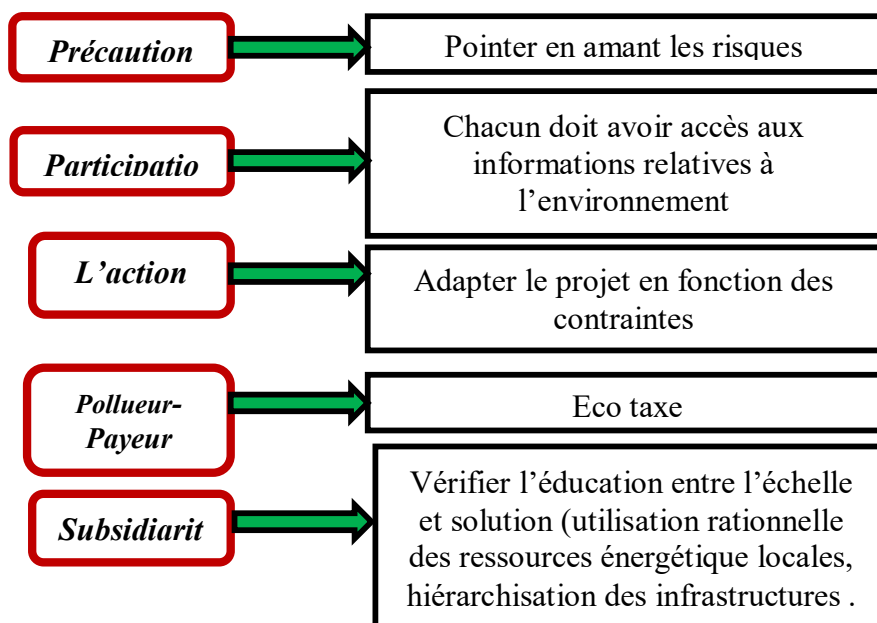 Précaution
Pointer en amant les risques
Participatio
Chacun doit avoir accès aux
informations relatives à
l’environnement
L’action
Adapter le projet en fonction des
contraintes
Pollueur-
Payeur
Eco taxe
Subsidiarit
Vérifier l’éducation entre l’échelle
et solution (utilisation rationnelle
des ressources énergétique locales,
hiérarchisation des infrastructures .